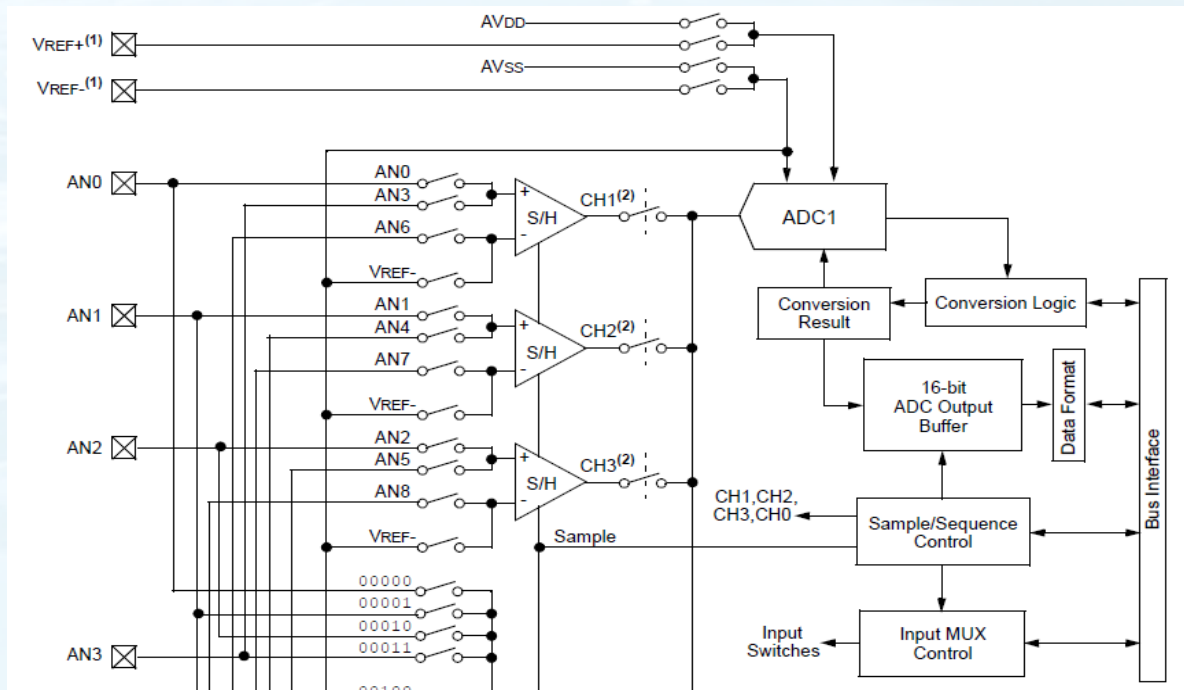 AVDD
VREF+(1)
AVSS
VREF-(1)
AN0
AN0
AN3
AN6
VREF-
+
-
S/H
CH1(2)
ADC1
AN1
AN1
AN4
AN7
VREF-
+
-
S/H
CH2(2)
Conversion
Result
Conversion Logic
16-bit
ADC Output
Buffer
Data Format
Bus Interface
AN2
AN2
AN5
AN8
VREF-
+
-
S/H
CH3(2)
CH1,CH2,
CH3,CH0
Sample
Sample/Sequence
Control
00000
00001
00010
00011
AN3
Input
Switches
Input MUX
Control
00100